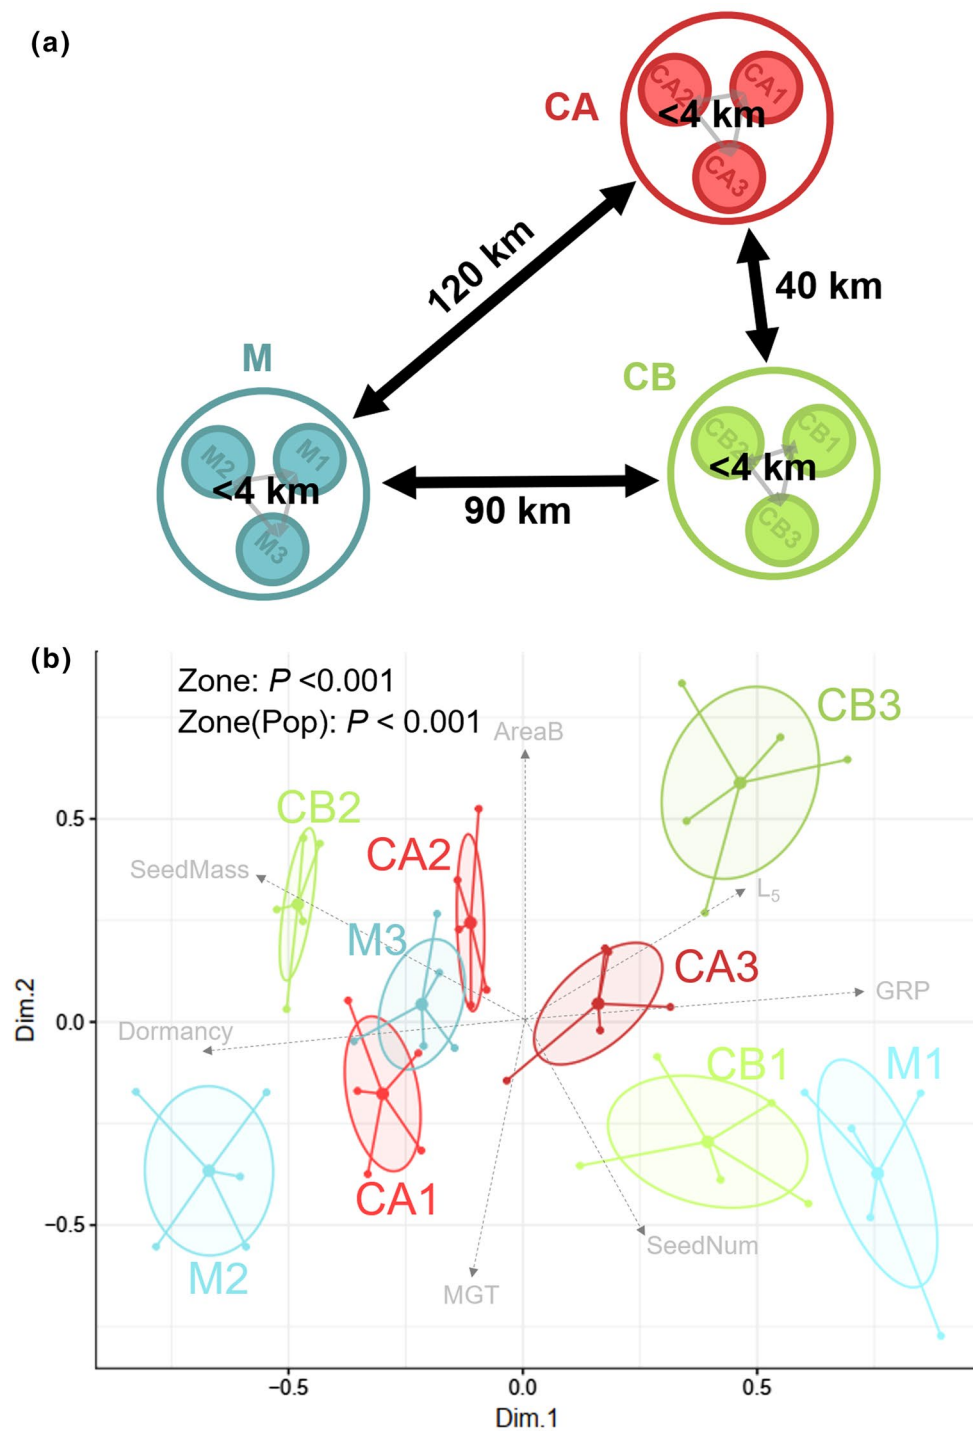 (a)
CA
CA2
CA1
<4 km
CA3
120 km
40 km
M
CB
M2
M1
<4 km
M3
CB2
CB1
<4 km
CB3
90 km
(b)
Zone: P <0.001
Zone(Pop): P < 0.001
AreaB
CB3
CB2
CA2
SeedMass
L5
M3
CA3
GRP
Dormancy
CB1
M1
CA1
SeedNum
M2
MGT
0.5
0.0
−0.5
Dim.2
−0.5
0.0
0.5
Dim.1